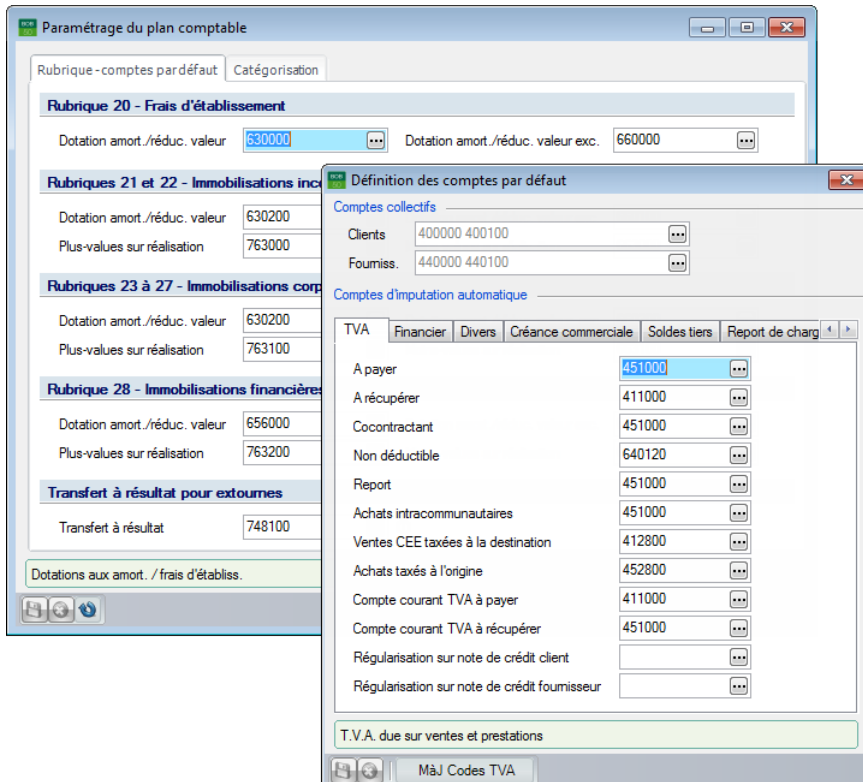 BOB 50 Paramétrage du plan comptable
Rubrique - comptes par défaut Catégorisation
Rubrique 20 - Frais d'établissement
Dotation amort./réduc. valeur 630000 ... Dotation amort./réduc. valeur exc. 660000 ...
Rubriques 21 et 22 - Immobilisations inc
Dotation amort./réduc. valeur 630200
Plus-values sur réalisation 763000
Rubriques 23 à 27 - Immobilisations corp
Dotation amort./réduc. valeur 630200
Plus-values sur réalisation 763100
Rubrique 28 - Immobilisations financières
Dotation amort./réduc. valeur 656000
Plus-values sur réalisation 763200
Transfert à résultat pour extournes
Transfert à résultat 748100
Dotations aux amort. / frais d'établiss.
BOB 50 Définition des comptes par défaut
Comptes collectifs
Clients 400000 400100 ...
Fourniss. 440000 440100 ...
Comptes d'imputation automatique
TVA Financier Divers Créance commerciale Soldes tiers Report de charg
A payer 451000 ...
A récupérer 411000 ...
Cocontractant 451000 ...
Non déductible 640120 ...
Report 451000 ...
Achats intracommunautaires 451000 ...
Ventes CEE taxées à la destination 412800 ...
Achats taxés à l'origine 452800 ...
Compte courant TVA à payer 411000 ...
Compte courant TVA à récupérer 451000 ...
Régularisation sur note de crédit client ...
Régularisation sur note de crédit fournisseur ...
T.V.A. due sur ventes et prestations
MàJ Codes TVA